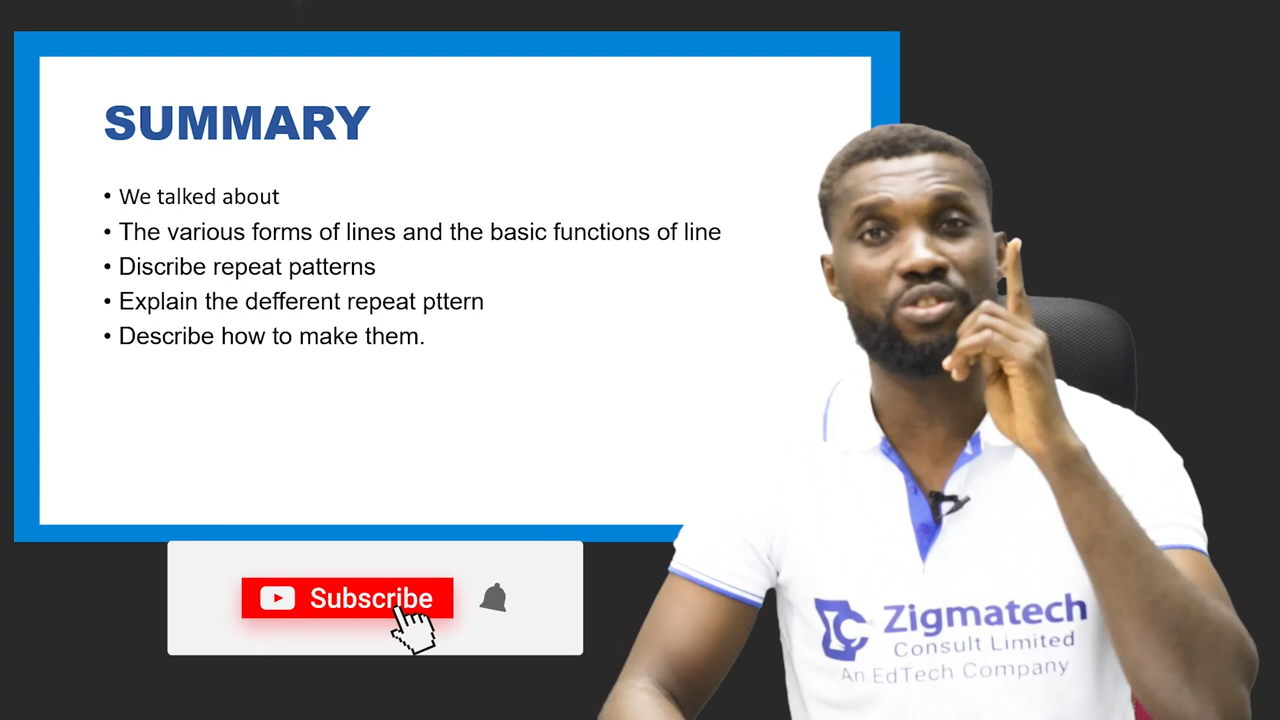 SUMMARY
• We talked about
• The various forms of lines and the basic functions of line
• Discribe repeat patterns
• Explain the defferent repeat pttern
• Describe how to make them.
Subscribe
Zigmatech
Consult Limited
An EdTech Company